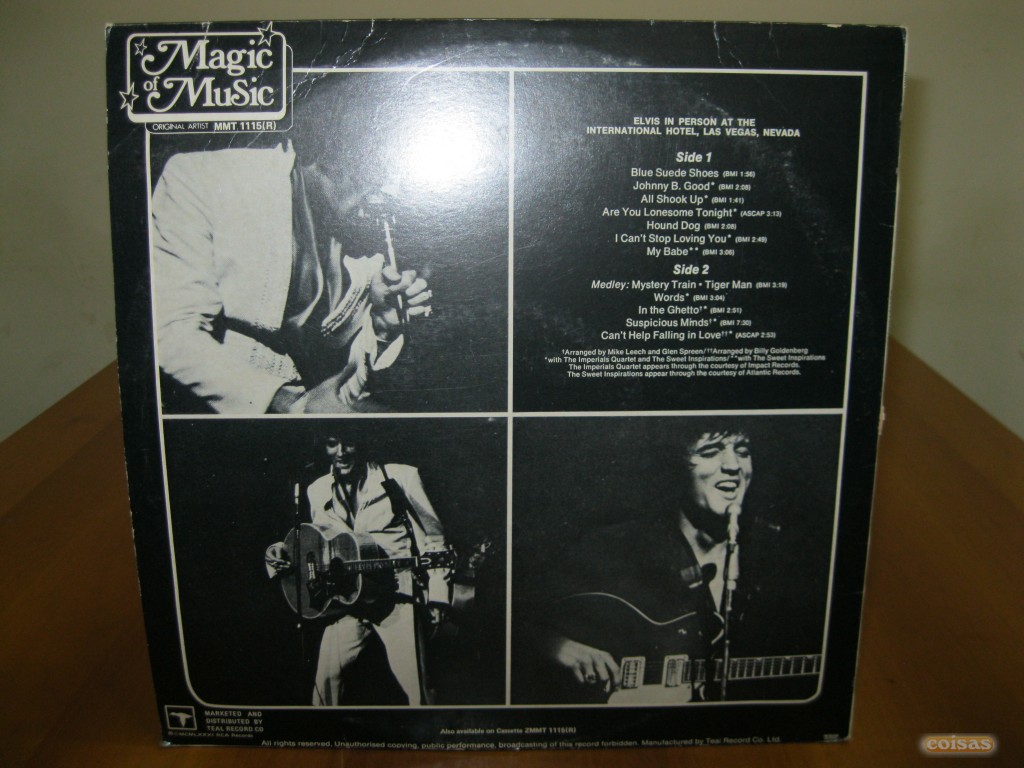 Magic
of
Music
ORIGINAL ARTIST MMT 1115(R)
ELVIS IN PERSON AT THE
INTERNATIONAL HOTEL, LAS VEGAS, NEVADA
Side 1
Blue Suede Shoes (BMI 1:58)
Johnny B. Good* (BMI 2:08)
All Shook Up* (BMI 1:41)
Are You Lonesome Tonight* (ASCAP 3:13)
Hound Dog (BMI 2:08)
I Can't Stop Loving You* (BMI 2:48)
My Babe** (BMI 3:06)
Side 2
Medley: Mystery Train • Tiger Man (BMI 3:19)
Words* (BMI 3:04)
In the Ghetto†* (BMI 2:51)
Suspicious Minds†* (BMI 7:30)
Can't Help Falling in Love††* (ASCAP 2:53)
†Arranged by Mike Leech and Glen Spreen/††Arranged by Billy Goldenberg
*with The Imperials Quartet and The Sweet Inspirations/**with The Sweet Inspirations
The Imperials Quartet appears through the courtesy of Impact Records.
The Sweet Inspirations appear through the courtesy of Atlantic Records.
MARKETED AND
DISTRIBUTED BY
TEAL RECORD CO
RCA Records
Also available on Cassette ZMMT 1115(R)
All rights reserved. Unauthorised copying, public performance, broadcasting of this record forbidden. Manufactured by Teal Record Co. Ltd.
coisas